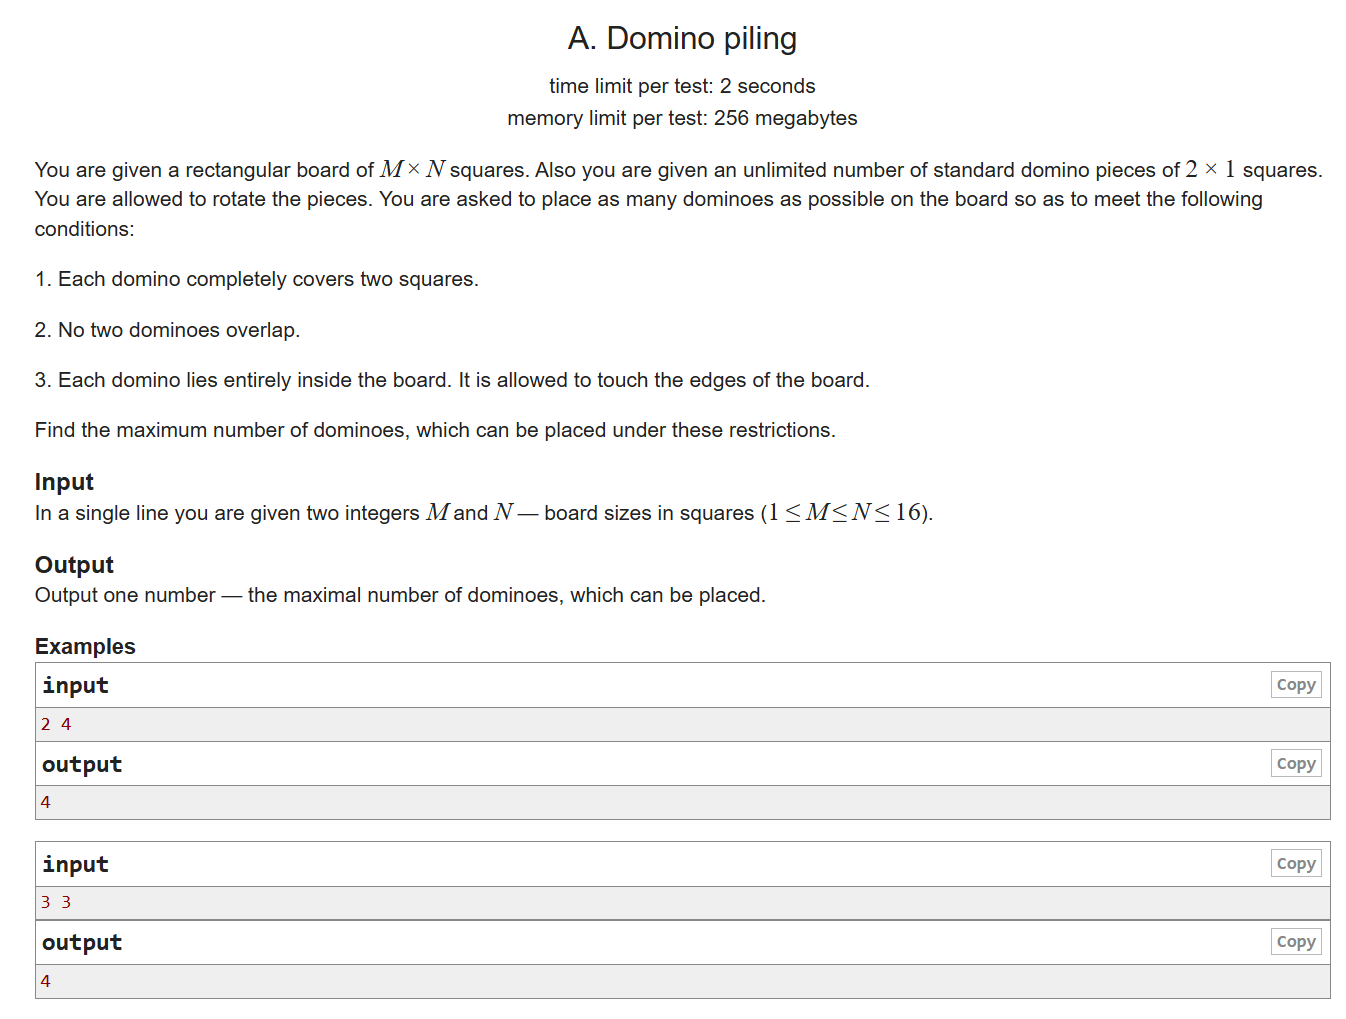 A. Domino piling
time limit per test: 2 seconds
memory limit per test: 256 megabytes
You are given a rectangular board of M × N squares. Also you are given an unlimited number of standard domino pieces of 2 × 1 squares.
You are allowed to rotate the pieces. You are asked to place as many dominoes as possible on the board so as to meet the following
conditions:
1. Each domino completely covers two squares.
2. No two dominoes overlap.
3. Each domino lies entirely inside the board. It is allowed to touch the edges of the board.
Find the maximum number of dominoes, which can be placed under these restrictions.
Input
In a single line you are given two integers M and N — board sizes in squares (1 ≤ M ≤ N ≤ 16).
Output
Output one number — the maximal number of dominoes, which can be placed.
Examples
input Copy
2 4
output Copy
4
input Copy
3 3
output Copy
4